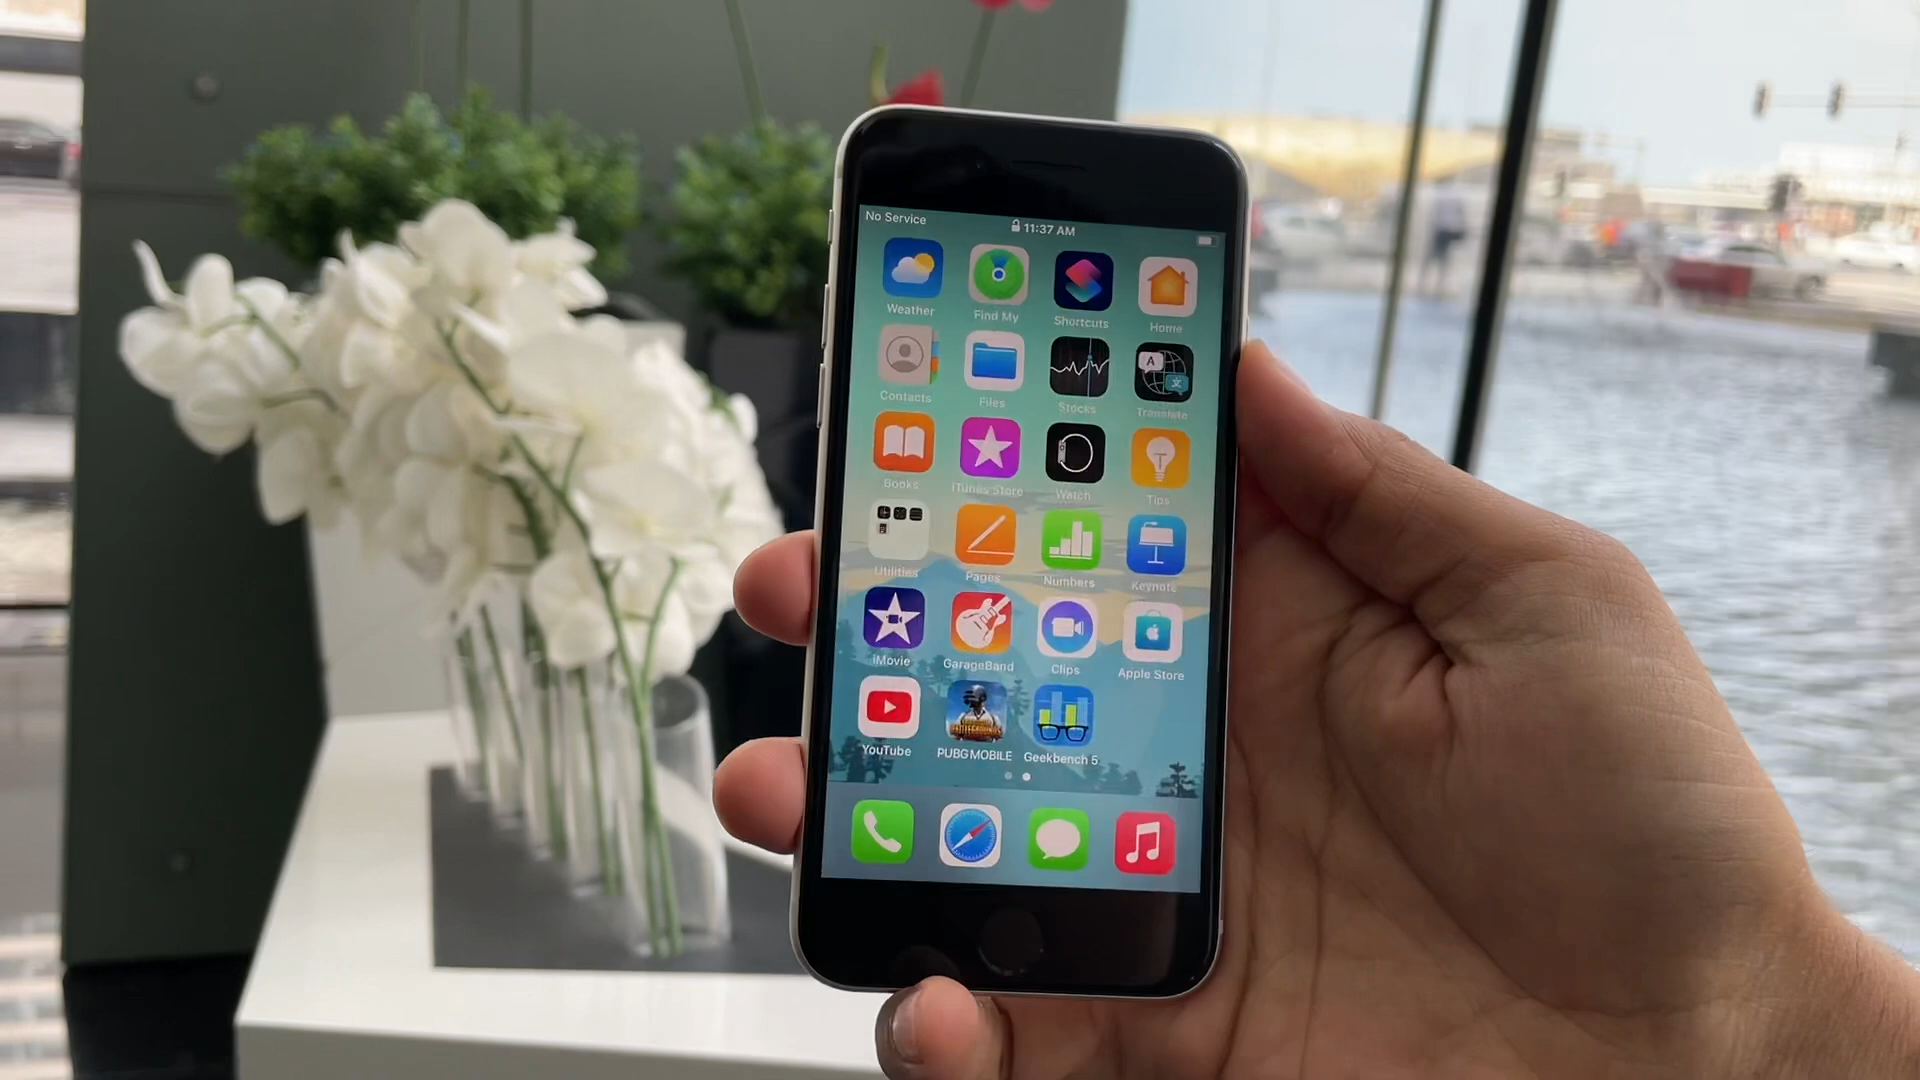 No Service 11:37 AM
Weather Find My Shortcuts Home
Contacts Files Stocks Translate
Books iTunes Store Watch Tips
Utilities Pages Numbers Keynote
iMovie GarageBand Clips Apple Store
YouTube PUBG MOBILE Geekbench 5